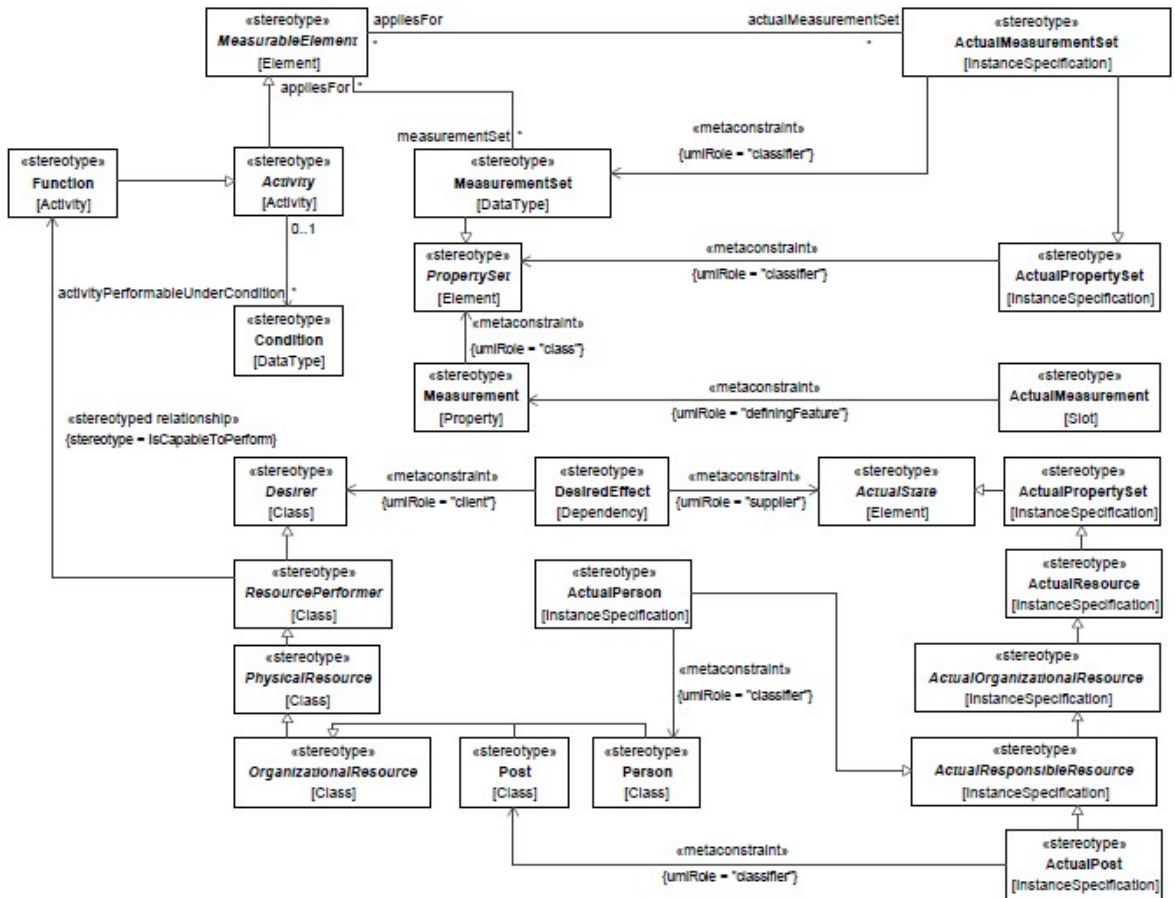 «stereotype»
MeasurableElement
[Element]
appliesFor
*
actualMeasurementSet
*
«stereotype»
ActualMeasurementSet
[InstanceSpecification]
appliesFor *
measurementSet *
«metaconstraint»
{umlRole = "classifier"}
«stereotype»
Function
[Activity]
«stereotype»
Activity
[Activity]
0..1
«stereotype»
MeasurementSet
[DataType]
«stereotype»
PropertySet
[Element]
«metaconstraint»
{umlRole = "classifier"}
«stereotype»
ActualPropertySet
[InstanceSpecification]
activityPerformableUnderCondition *
«stereotype»
Condition
[DataType]
«metaconstraint»
{umlRole = "class"}
«stereotype»
Measurement
[Property]
«metaconstraint»
{umlRole = "definingFeature"}
«stereotype»
ActualMeasurement
[Slot]
«stereotyped relationship»
{stereotype = IsCapableToPerform}
«stereotype»
Desirer
[Class]
«metaconstraint»
{umlRole = "client"}
«stereotype»
DesiredEffect
[Dependency]
«metaconstraint»
{umlRole = "supplier"}
«stereotype»
ActualState
[Element]
«stereotype»
ActualPropertySet
[InstanceSpecification]
«stereotype»
ResourcePerformer
[Class]
«stereotype»
ActualPerson
[InstanceSpecification]
«stereotype»
ActualResource
[InstanceSpecification]
«stereotype»
PhysicalResource
[Class]
«metaconstraint»
{umlRole = "classifier"}
«stereotype»
ActualOrganizationalResource
[InstanceSpecification]
«stereotype»
OrganizationalResource
[Class]
«stereotype»
Post
[Class]
«stereotype»
Person
[Class]
«stereotype»
ActualResponsibleResource
[InstanceSpecification]
«metaconstraint»
{umlRole = "classifier"}
«stereotype»
ActualPost
[InstanceSpecification]